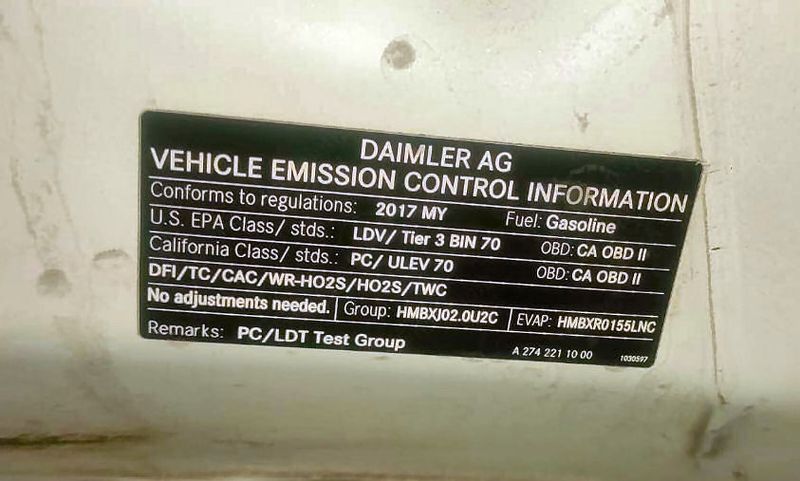 DAIMLER AG
VEHICLE EMISSION CONTROL INFORMATION
Conforms to regulations: 2017 MY Fuel: Gasoline
U.S. EPA Class/ stds.: LDV/ Tier 3 BIN 70 OBD: CA OBD II
California Class/ stds.: PC/ ULEV 70 OBD: CA OBD II
DFI/TC/CAC/WR-HO2S/HO2S/TWC
No adjustments needed. Group: HMBXJ02.0U2C EVAP: HMBXR0155LNC
Remarks: PC/LDT Test Group A 274 221 10 00 1030597